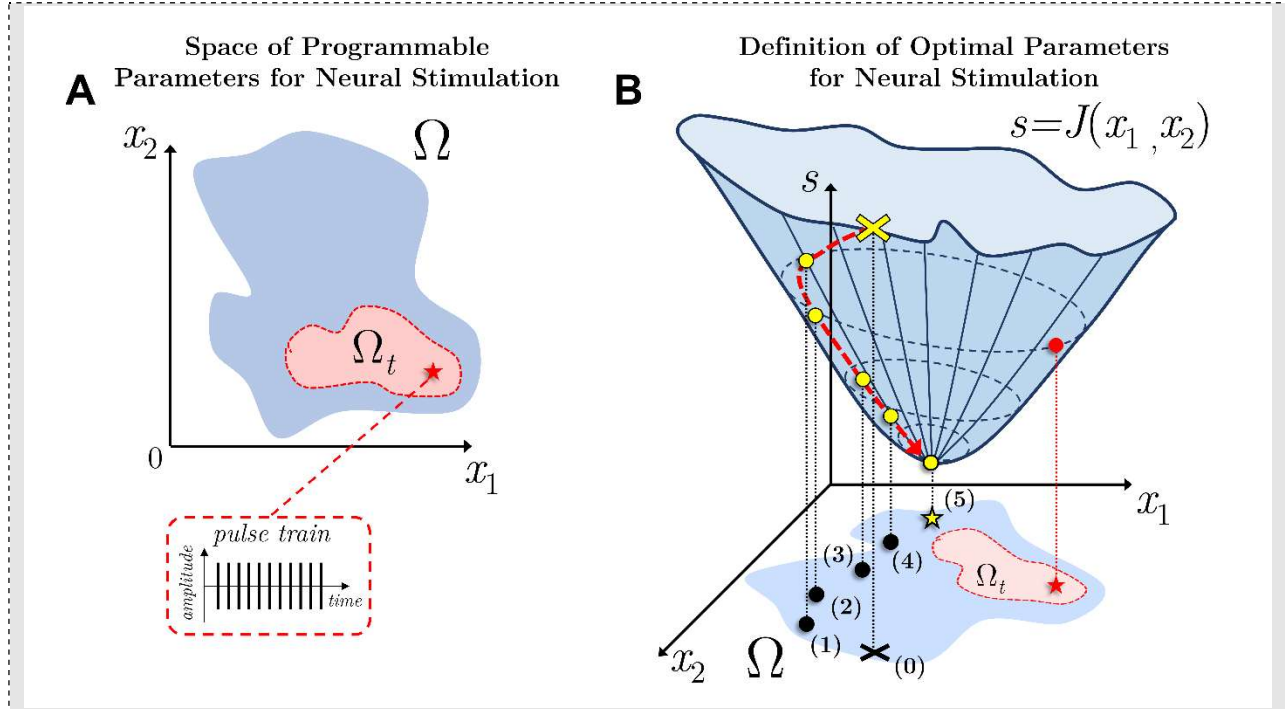 Space of Programmable
Parameters for Neural Stimulation
A
x₂
Ω
Ωₜ
0
x₁
pulse train
amplitude
time
Definition of Optimal Parameters
for Neural Stimulation
B
s=J(x₁,x₂)
s
x₁
(5)
(4)
(3)
Ωₜ
(2)
(1)
(0)
x₂
Ω